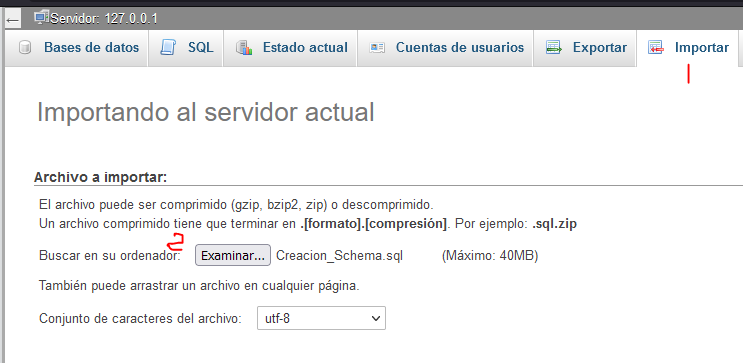 Servidor: 127.0.0.1
Bases de datos SQL Estado actual Cuentas de usuarios Exportar Importar
1
Importando al servidor actual
Archivo a importar:
El archivo puede ser comprimido (gzip, bzip2, zip) o descomprimido.
Un archivo comprimido tiene que terminar en .[formato].[compresión]. Por ejemplo: .sql.zip
2
Buscar en su ordenador: Examinar... Creacion_Schema.sql (Máximo: 40MB)
También puede arrastrar un archivo en cualquier página.
Conjunto de caracteres del archivo: utf-8